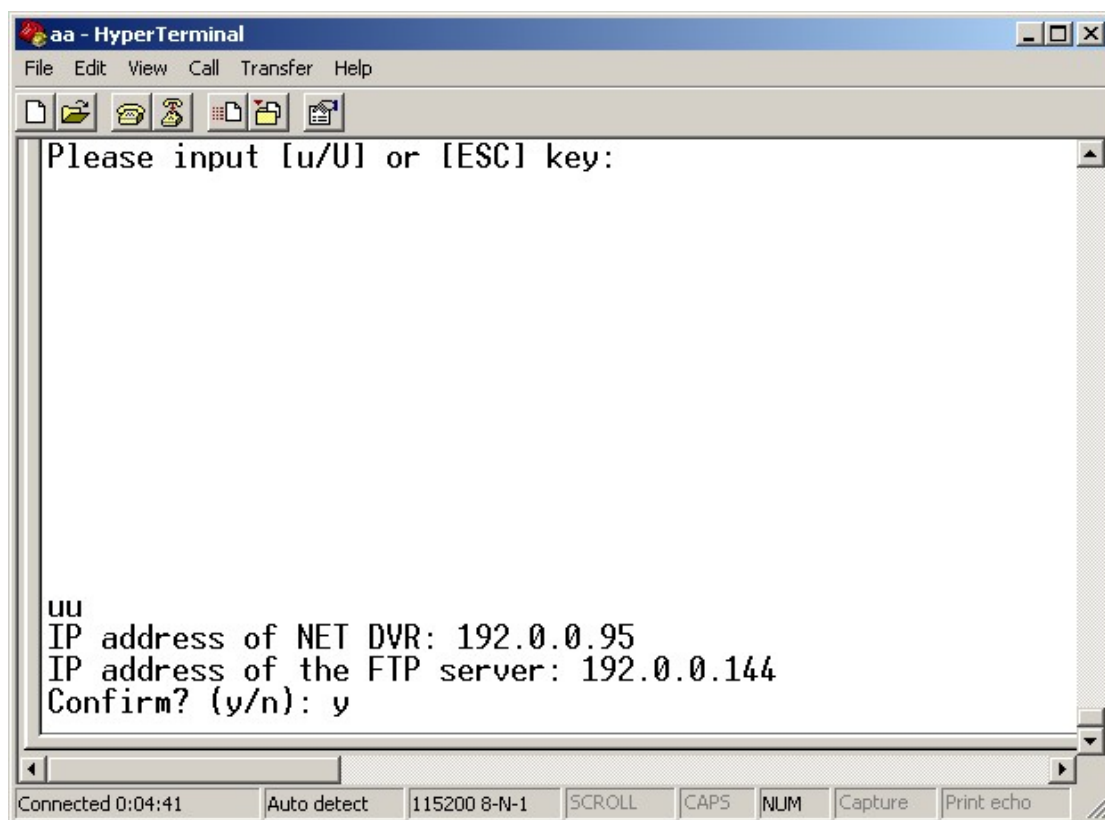 aa - HyperTerminal
File Edit View Call Transfer Help
Please input [u/U] or [ESC] key:
uu
IP address of NET DVR: 192.0.0.95
IP address of the FTP server: 192.0.0.144
Confirm? (y/n): y
Connected 0:04:41 Auto detect 115200 8-N-1 SCROLL CAPS NUM Capture Print echo